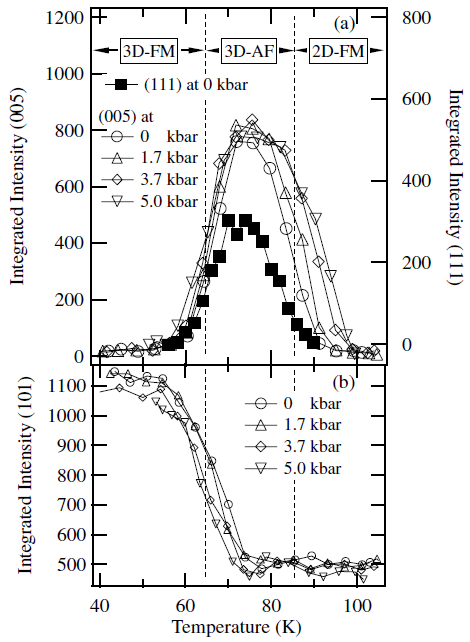 1200
1000
800
600
400
200
0
Integrated Intensity (005)
(a)
3D-FM
3D-AF
2D-FM
(111) at 0 kbar
(005) at
0 kbar
1.7 kbar
3.7 kbar
5.0 kbar
800
600
400
200
0
Integrated Intensity (111)
(b)
0 kbar
1.7 kbar
3.7 kbar
5.0 kbar
1100
1000
900
800
700
600
500
Integrated Intensity (101)
40
60
80
100
Temperature (K)